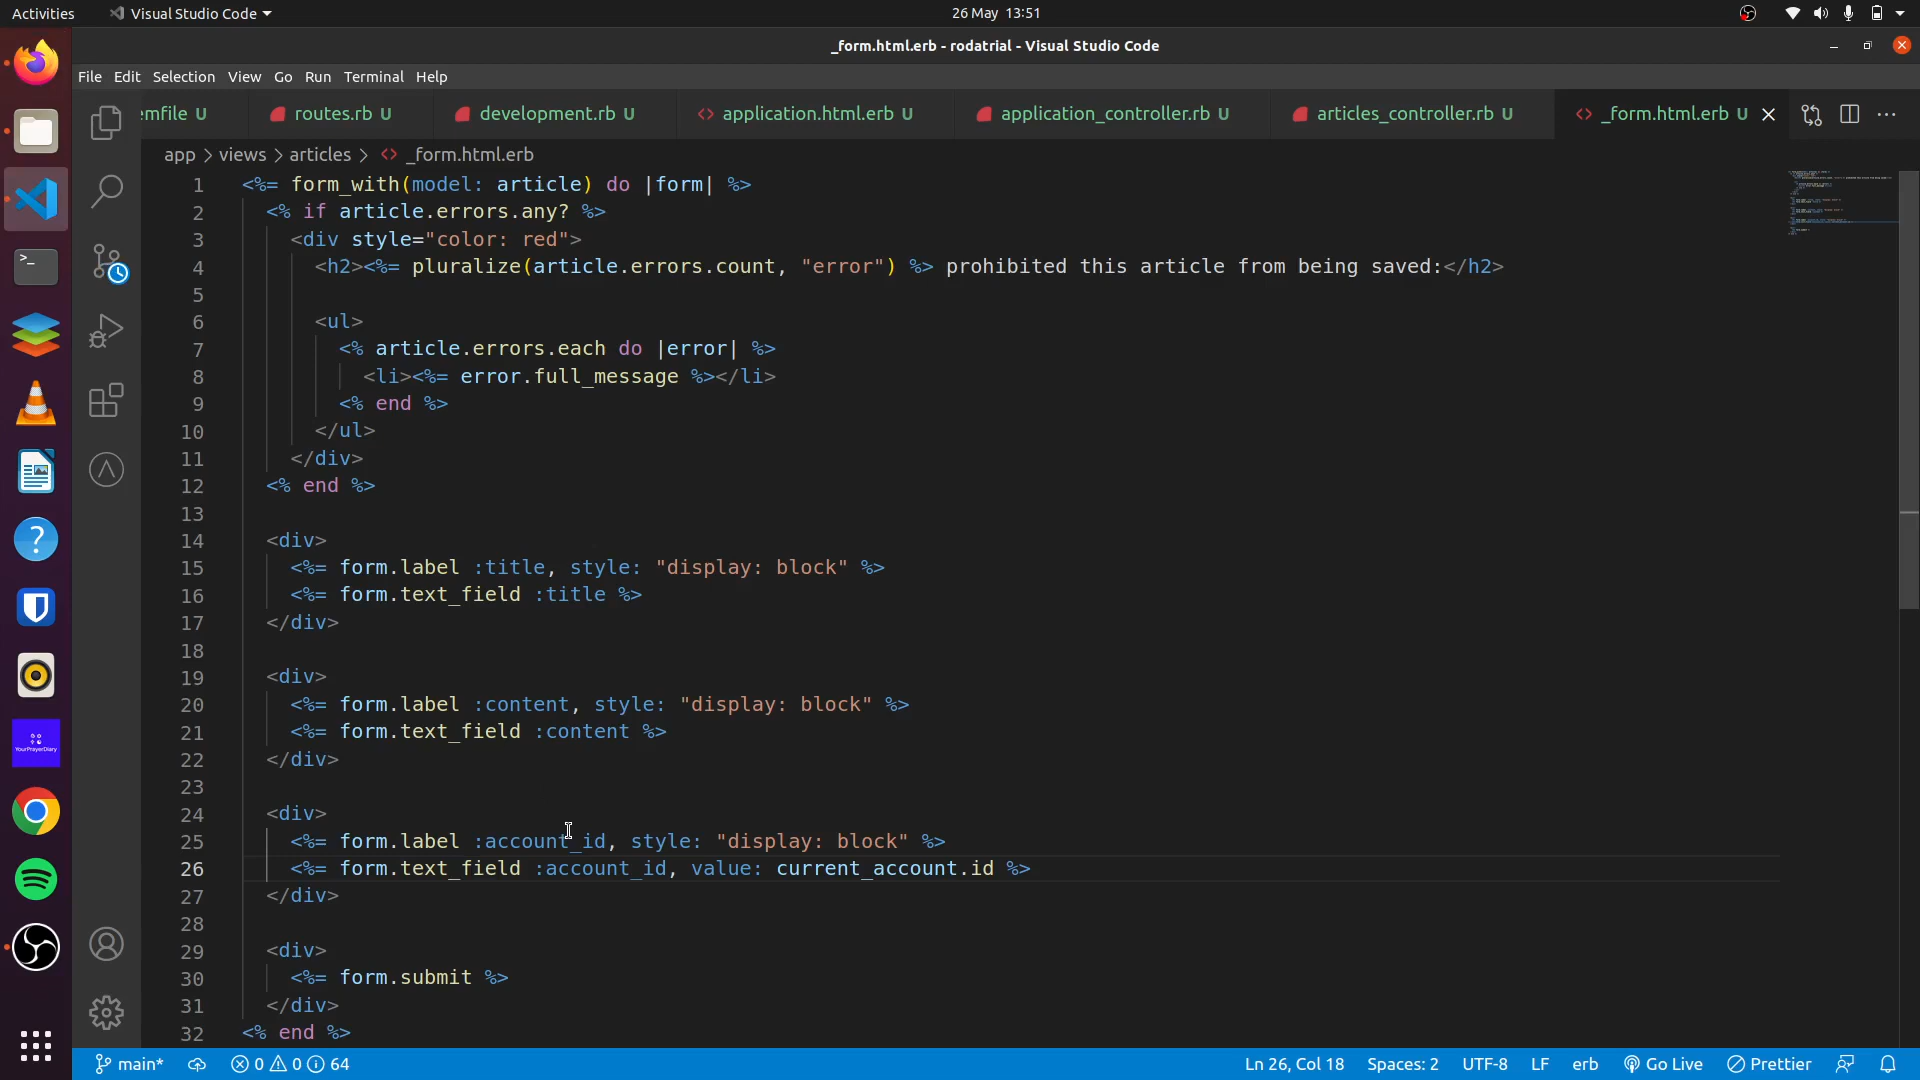 Activities Visual Studio Code 26 May 13:51
_form.html.erb - rodatrial - Visual Studio Code
File Edit Selection View Go Run Terminal Help
emfile U routes.rb U development.rb U application.html.erb U application_controller.rb U articles_controller.rb U _form.html.erb U
app > views > articles > _form.html.erb
1 <%= form_with(model: article) do |form| %>
2 <% if article.errors.any? %>
3 <div style="color: red">
4 <h2><%= pluralize(article.errors.count, "error") %> prohibited this article from being saved:</h2>
5
6 <ul>
7 <% article.errors.each do |error| %>
8 <li><%= error.full_message %></li>
9 <% end %>
10 </ul>
11 </div>
12 <% end %>
13
14 <div>
15 <%= form.label :title, style: "display: block" %>
16 <%= form.text_field :title %>
17 </div>
18
19 <div>
20 <%= form.label :content, style: "display: block" %>
21 <%= form.text_field :content %>
22 </div>
23
24 <div>
25 <%= form.label :account_id, style: "display: block" %>
26 <%= form.text_field :account_id, value: current_account.id %>
27 </div>
28
29 <div>
30 <%= form.submit %>
31 </div>
32 <% end %>
YourPrayerDiary
main* 0 0 64 Ln 26, Col 18 Spaces: 2 UTF-8 LF erb Go Live Prettier